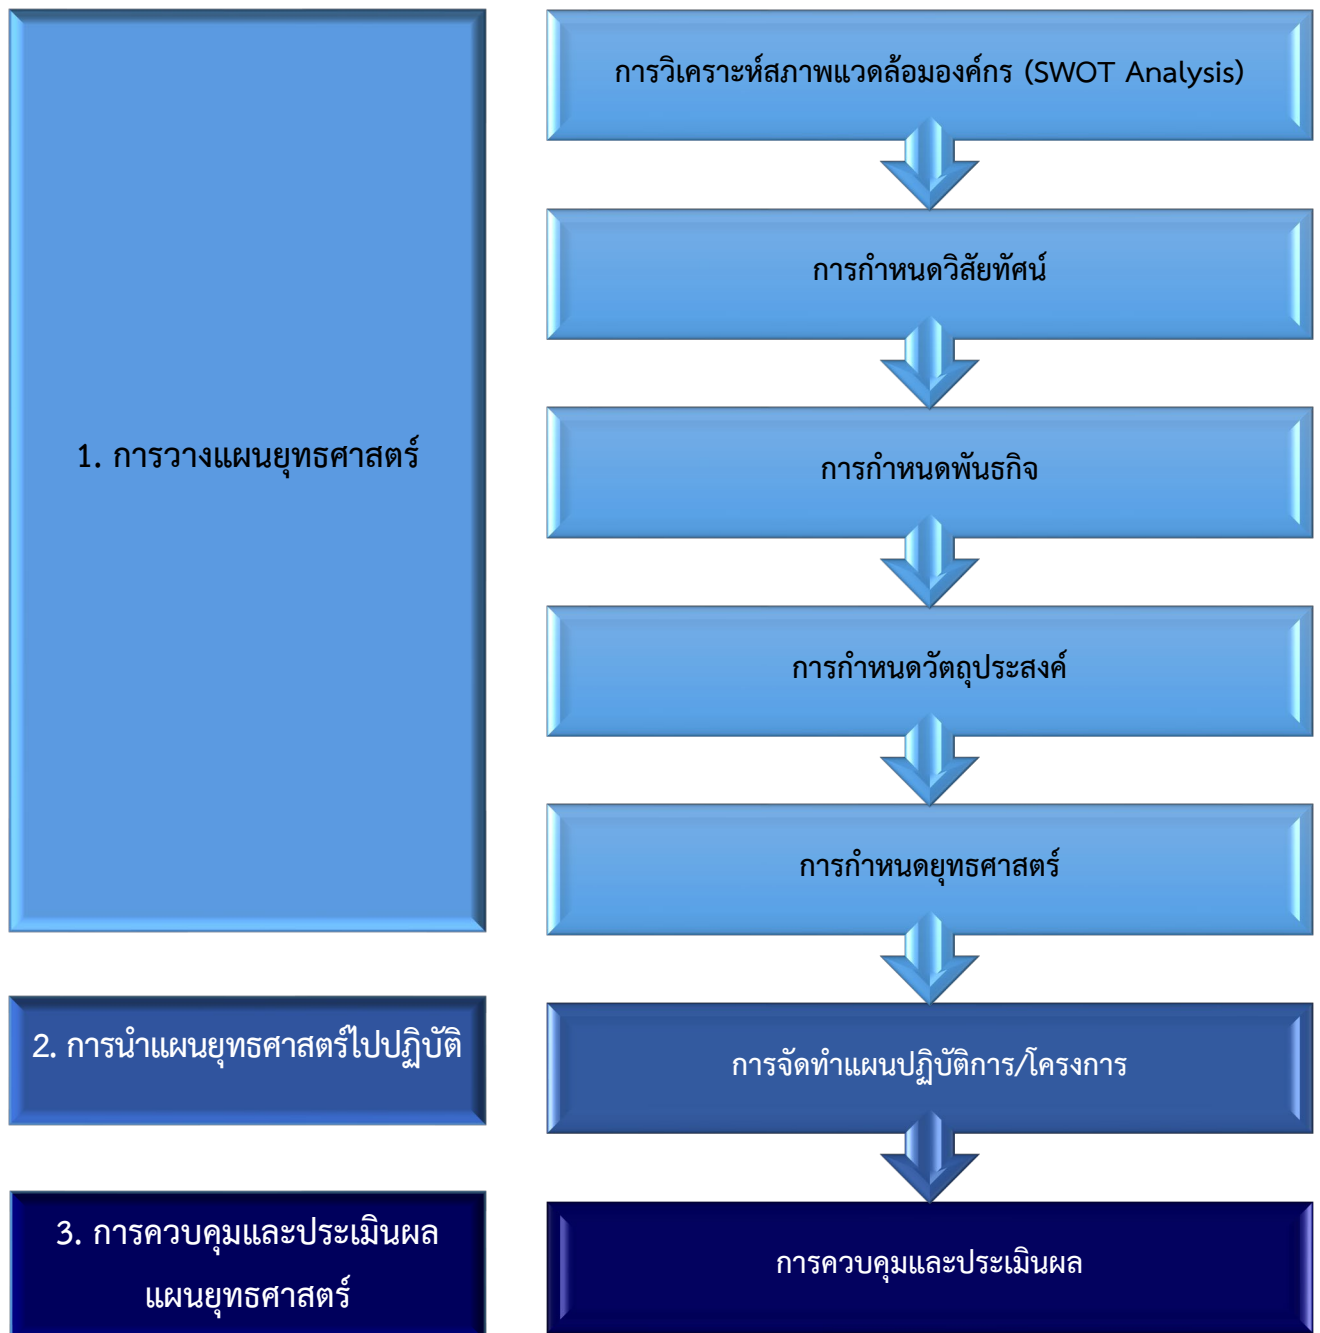 การวิเคราะห์สภาพแวดล้อมองค์กร (SWOT Analysis)
การกำหนดวิสัยทัศน์
1. การวางแผนยุทธศาสตร์
การกำหนดพันธกิจ
การกำหนดวัตถุประสงค์
การกำหนดยุทธศาสตร์
2. การนำแผนยุทธศาสตร์ไปปฏิบัติ
การจัดทำแผนปฏิบัติการ/โครงการ
3. การควบคุมและประเมินผล
แผนยุทธศาสตร์
การควบคุมและประเมินผล